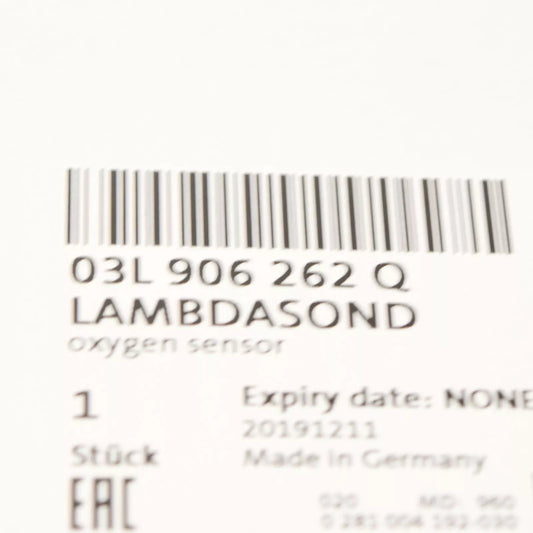 03L 906 262 Q
LAMBDASOND
oxygen sensor
1 Expiry date: NONE
20191211
Stück Made in Germany
EAC
020 MD: 960
0 281 004 192-030